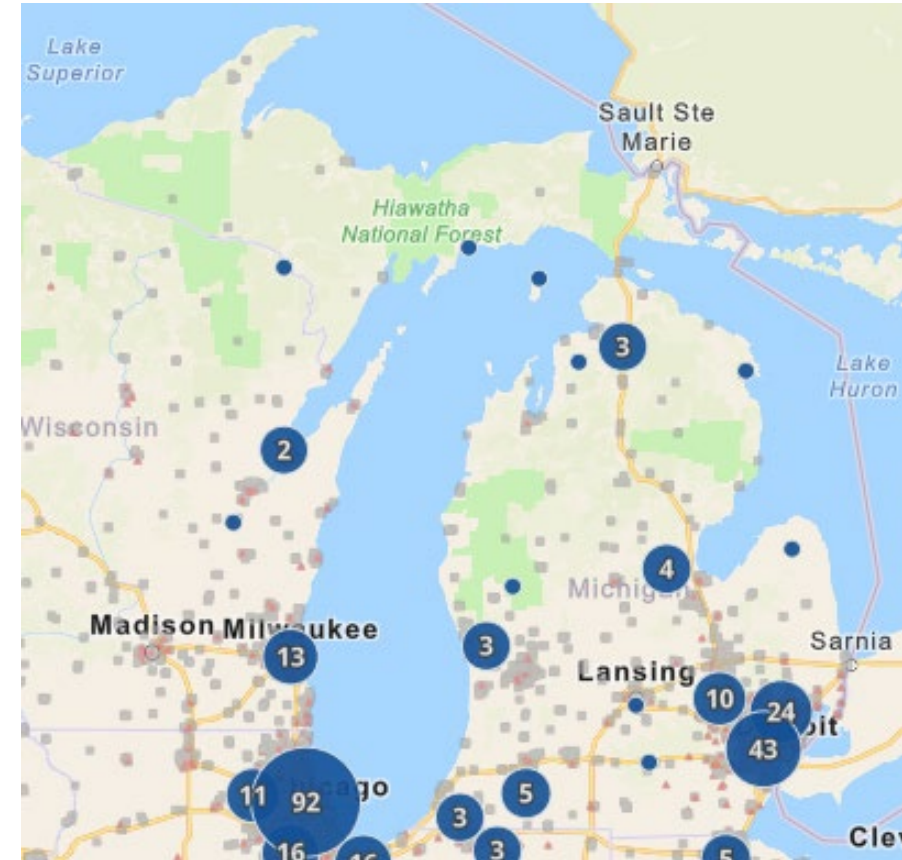 Lake
Superior
Sault Ste
Marie
Hiawatha
National Forest
3
Lake
Huron
Wisconsin
2
4
Michigan
Madison
Milwaukee
13
3
Sarnia
Lansing
10
24
43
11
92
5
3
3
16
16
5